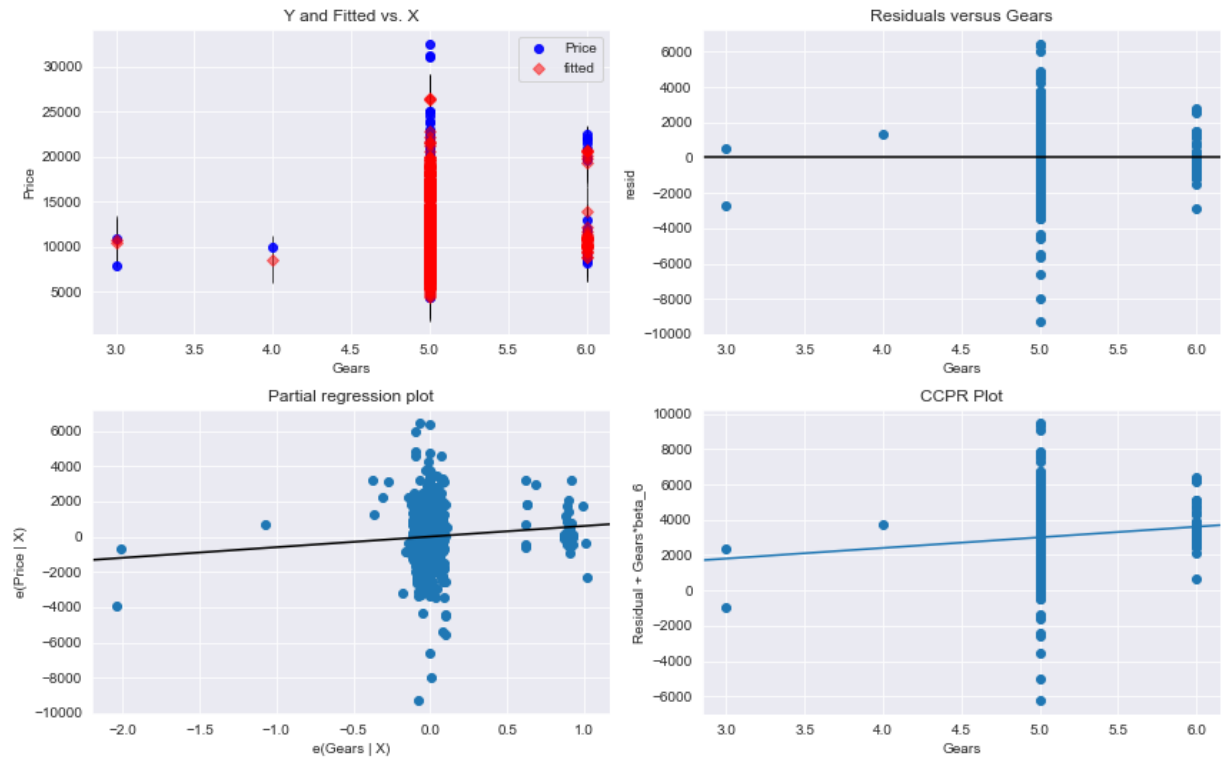 Y and Fitted vs. X
Price
fitted
Price
30000
25000
20000
15000
10000
5000
3.0 3.5 4.0 4.5 5.0 5.5 6.0
Gears
Residuals versus Gears
resid
6000
4000
2000
0
−2000
−4000
−6000
−8000
−10000
3.0 3.5 4.0 4.5 5.0 5.5 6.0
Gears
Partial regression plot
e(Price | X)
6000
4000
2000
0
−2000
−4000
−6000
−8000
−10000
−2.0 −1.5 −1.0 −0.5 0.0 0.5 1.0
e(Gears | X)
CCPR Plot
Residual + Gears*beta_6
10000
8000
6000
4000
2000
0
−2000
−4000
−6000
3.0 3.5 4.0 4.5 5.0 5.5 6.0
Gears